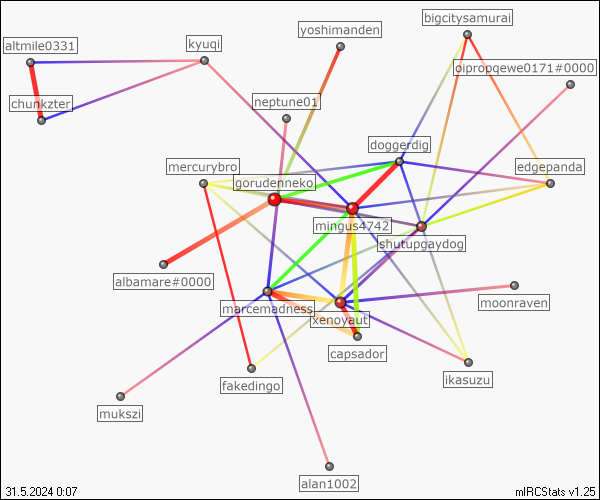 yoshimanden
bigcitysamurai
altmile0331
kyuqi
oipropqewe0171#0000
chunkzter
neptune01
doggerdig
mercurybro
edgepanda
gorudenneko
mingus4742
shutupgaydog
albamare#0000
moonraven
marcemadness
xenoyaut
capsador
fakedingo
ikasuzu
mukszi
alan1002
31.5.2024 0:07
mIRCStats v1.25